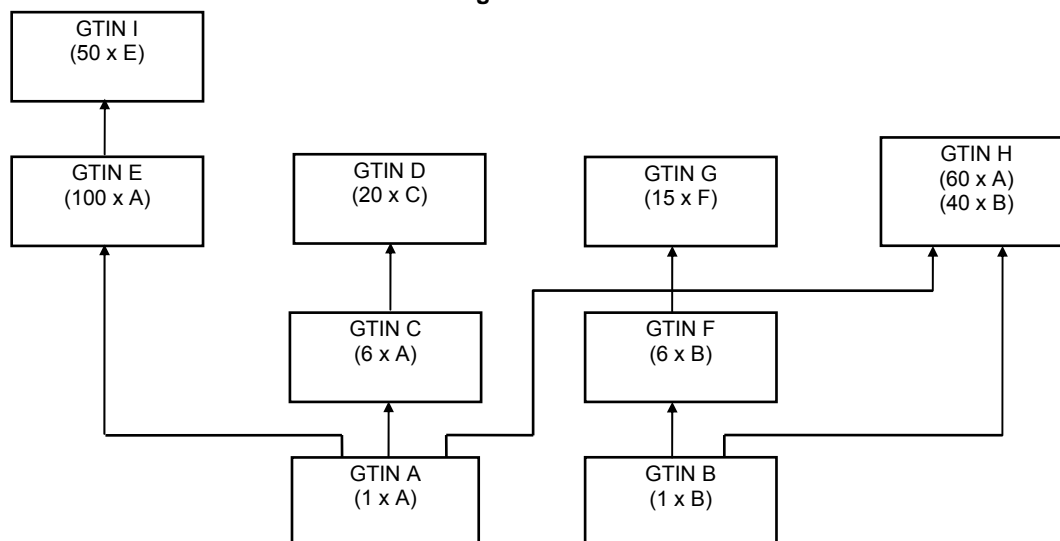 GTIN I
(50 x E)
GTIN E
(100 x A)
GTIN D
(20 x C)
GTIN G
(15 x F)
GTIN H
(60 x A)
(40 x B)
GTIN C
(6 x A)
GTIN F
(6 x B)
GTIN A
(1 x A)
GTIN B
(1 x B)